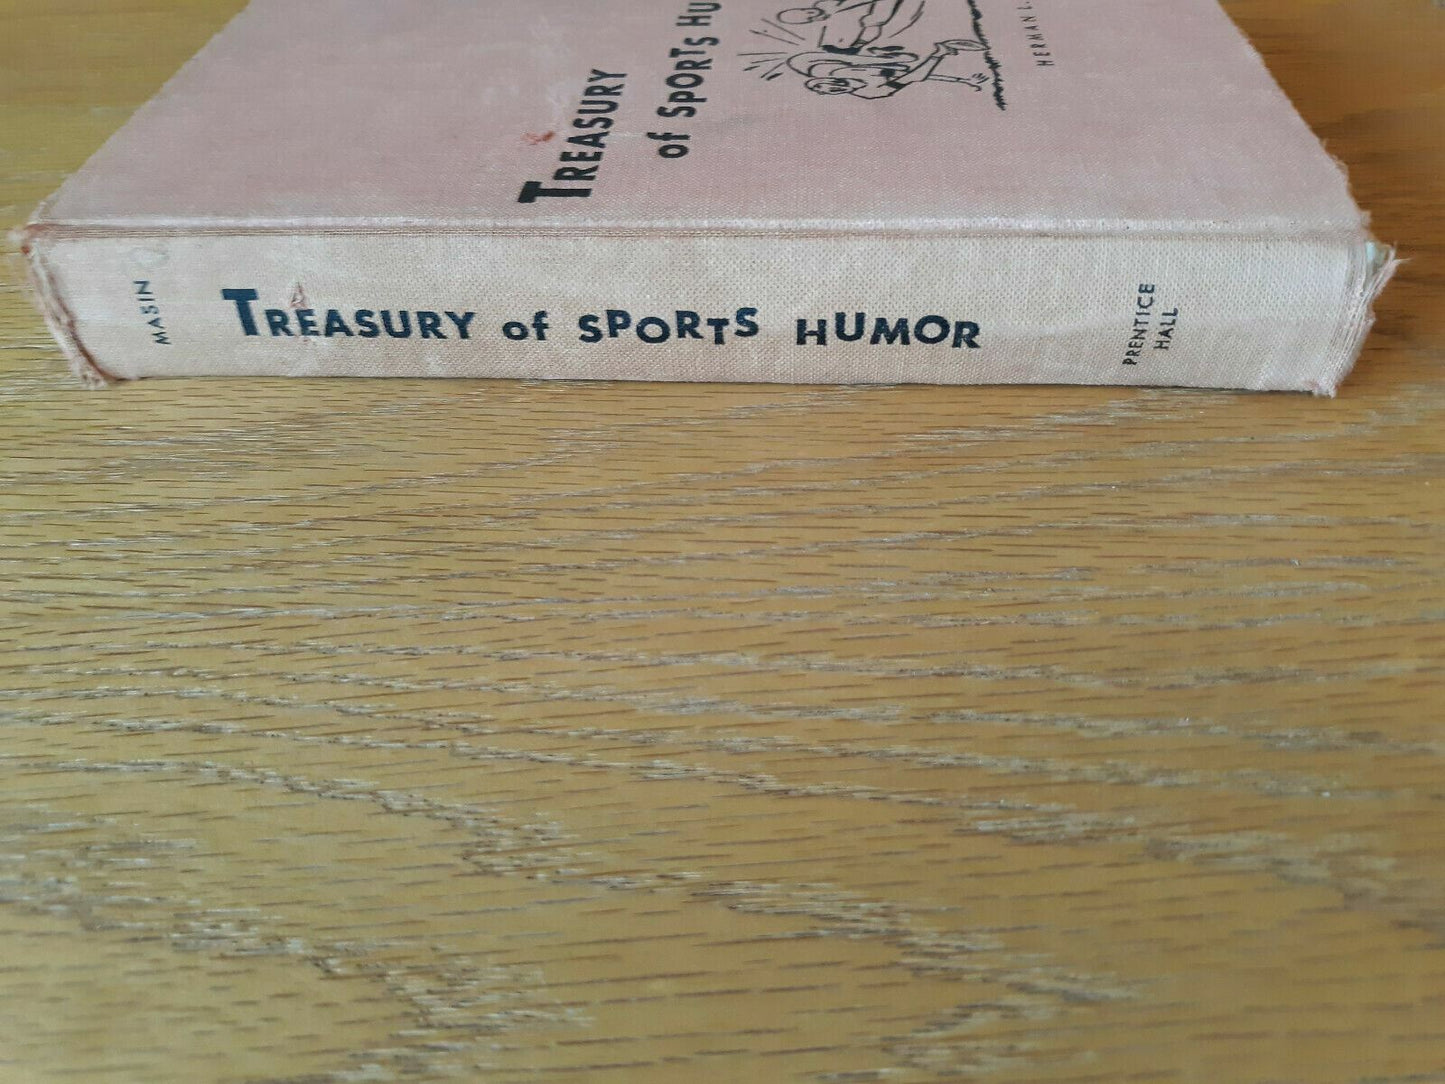 TREASURY
of SPORTS HU
HERMAN L.
MASIN
TREASURY of SPORTS HUMOR
PRENTICE
HALL